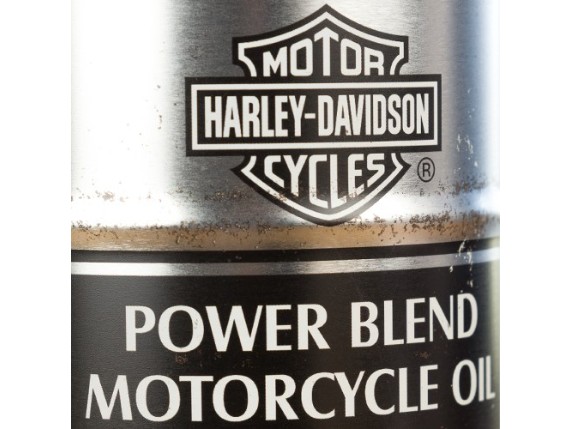 MOTOR
HARLEY-DAVIDSON
CYCLES
®
POWER BLEND
MOTORCYCLE OIL